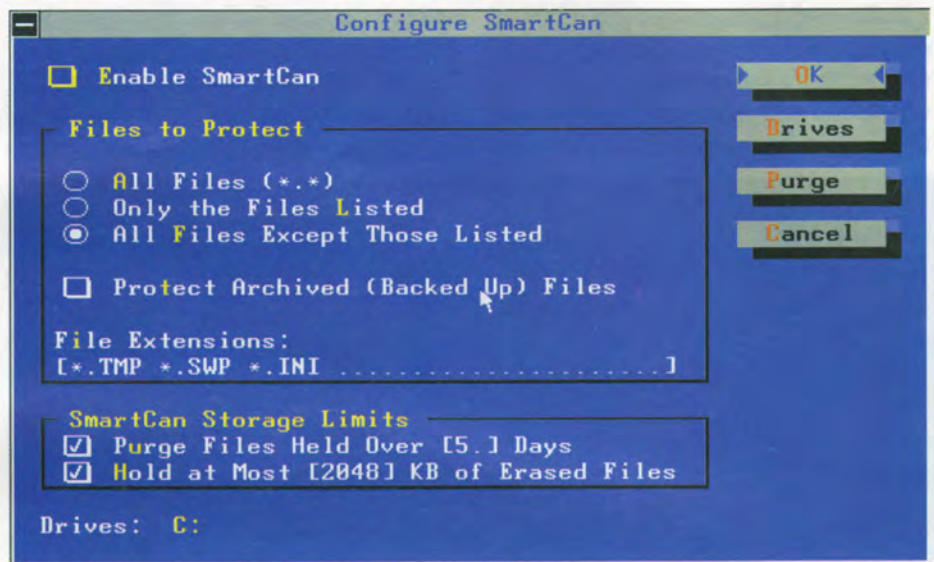 Configure SmartCan
Enable SmartCan
OK
Files to Protect
Drives
All Files (*.*)
Purge
Only the Files Listed
All Files Except Those Listed
Cancel
Protect Archived (Backed Up) Files
File Extensions:
[*.TMP *.SWP *.INI ......................]
SmartCan Storage Limits
Purge Files Held Over [5.] Days
Hold at Most [2048] KB of Erased Files
Drives: C: